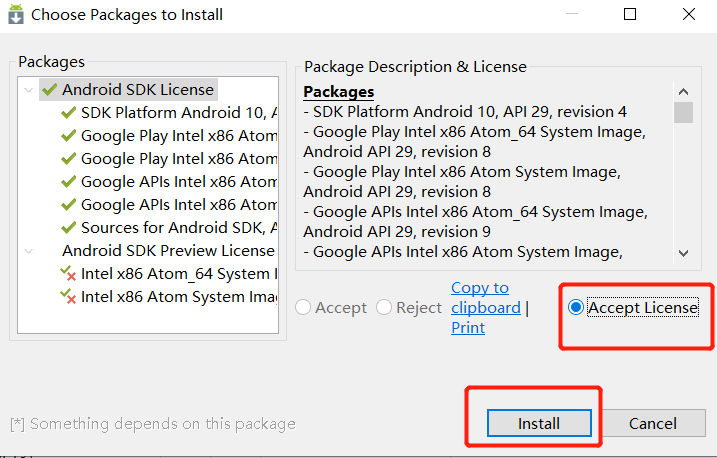 Choose Packages to Install
Packages
Android SDK License
SDK Platform Android 10, A
Google Play Intel x86 Atom
Google Play Intel x86 Atom
Google APIs Intel x86 Atom
Google APIs Intel x86 Atom
Sources for Android SDK, A
Android SDK Preview License
Intel x86 Atom_64 System I
Intel x86 Atom System Imag
Package Description & License
Packages
- SDK Platform Android 10, API 29, revision 4
- Google Play Intel x86 Atom_64 System Image,
Android API 29, revision 8
- Google Play Intel x86 Atom System Image,
Android API 29, revision 8
- Google APIs Intel x86 Atom_64 System Image,
Android API 29, revision 9
- Google APIs Intel x86 Atom System Image,
Accept
Reject
Copy to
clipboard |
Print
Accept License
[*] Something depends on this package
Install
Cancel